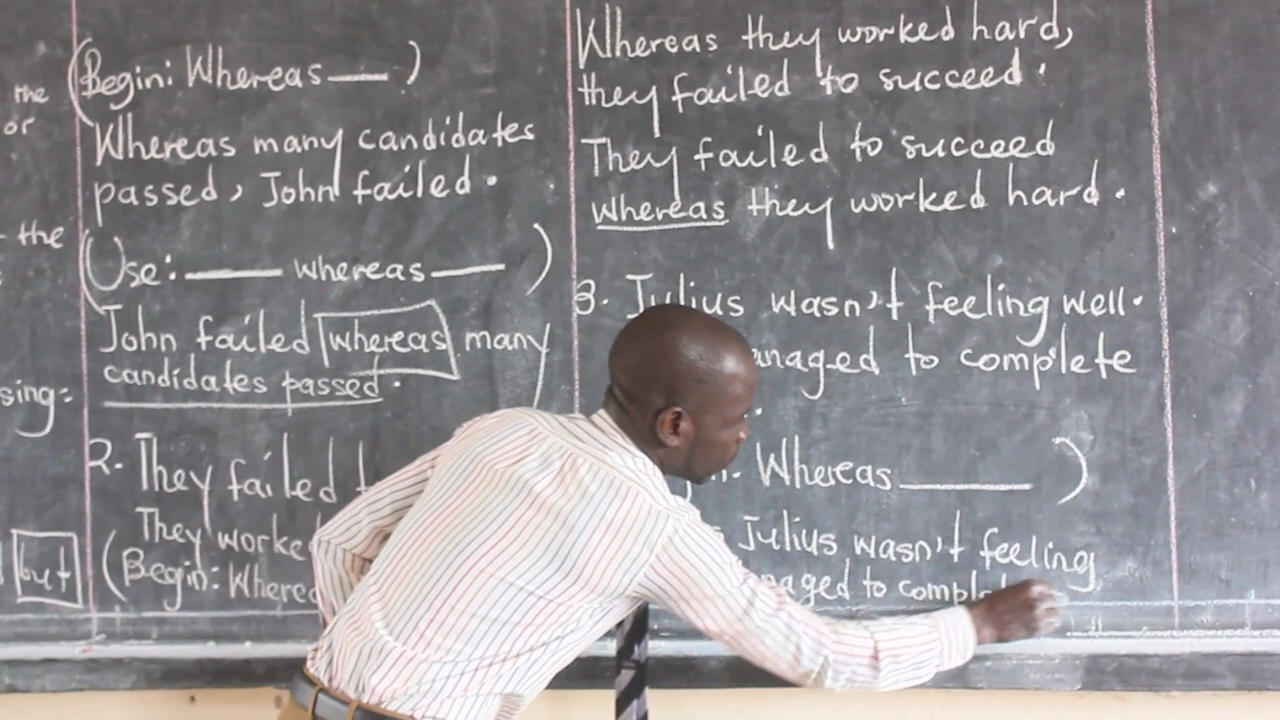 the
or
the
sing:
but
(Begin: Whereas ___ )
Whereas many candidates
passed, John failed.
(Use: ___ whereas ___ )
John failed whereas many
candidates passed.
2. They failed
They worke
(Begin: Wherea
Whereas they worked hard,
they failed to succeed.
They failed to succeed
whereas they worked hard.
3. Julius wasn't feeling well.
anaged to complete
Whereas ___ )
Julius wasn't feeling
naged to comple